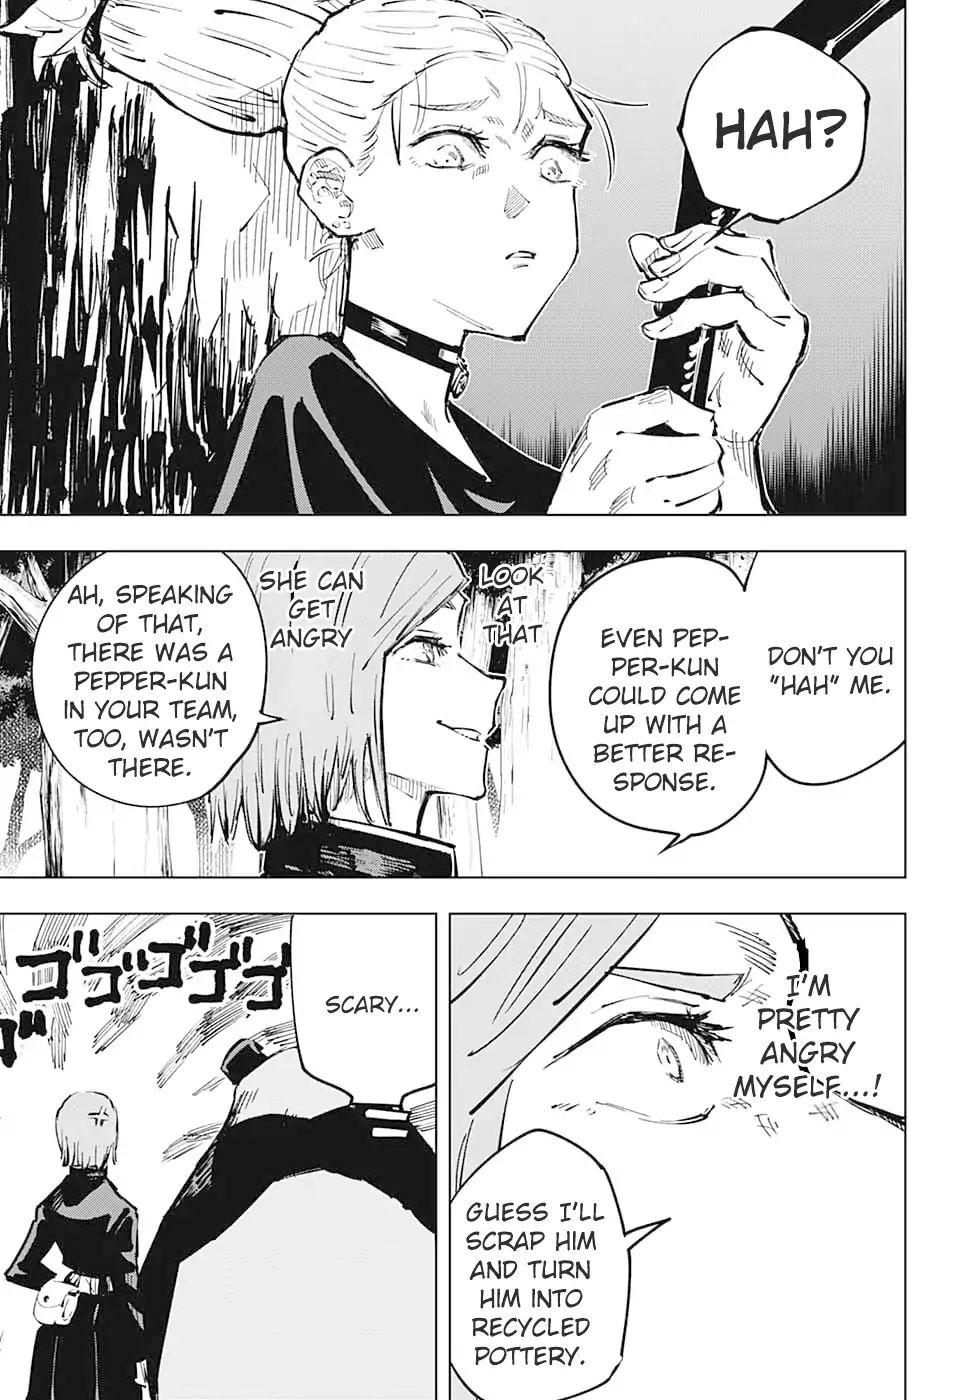 HAH?
DON'T YOU
"HAH" ME.
EVEN PEP-
PER-KUN
COULD COME
UP WITH A
BETTER RE-
SPONSE.
LOOK
AT
THAT
SHE CAN
GET
ANGRY
AH, SPEAKING
OF THAT,
THERE WAS A
PEPPER-KUN
IN YOUR TEAM,
TOO, WASN'T
THERE.
I'M
PRETTY
ANGRY
MYSELF...!
GUESS I'LL
SCRAP HIM
AND TURN
HIM INTO
RECYCLED
POTTERY.
SCARY...
ゴゴゴゴゴ